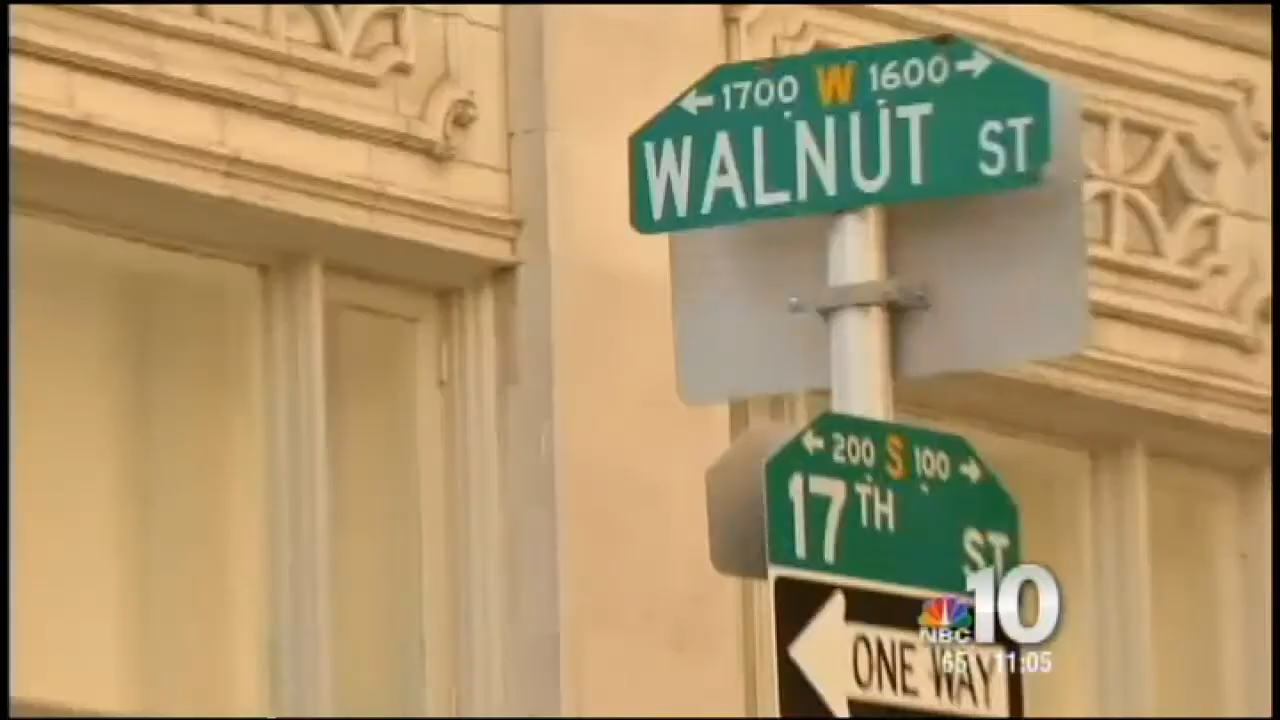 ← 1700 W 1600 →
WALNUT ST
← 200 S 100 →
17TH ST
ONE WAY
NBC 10
65 11:05